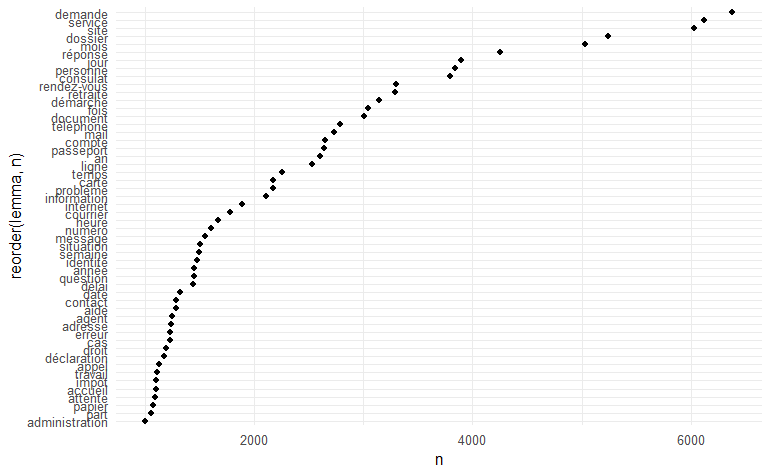 demande
service
site
dossier
mois
réponse
jour
personne
consulat
rendez-vous
retraite
démarche
fois
document
téléphone
mail
compte
passeport
an
ligne
temps
carte
problème
information
internet
courrier
heure
numéro
message
situation
semaine
identité
année
question
délai
date
contact
aide
agent
adresse
erreur
cas
droit
déclaration
appel
travail
impôt
accueil
attente
papier
part
administration
reorder(lemma, n)
2000 4000 6000
n